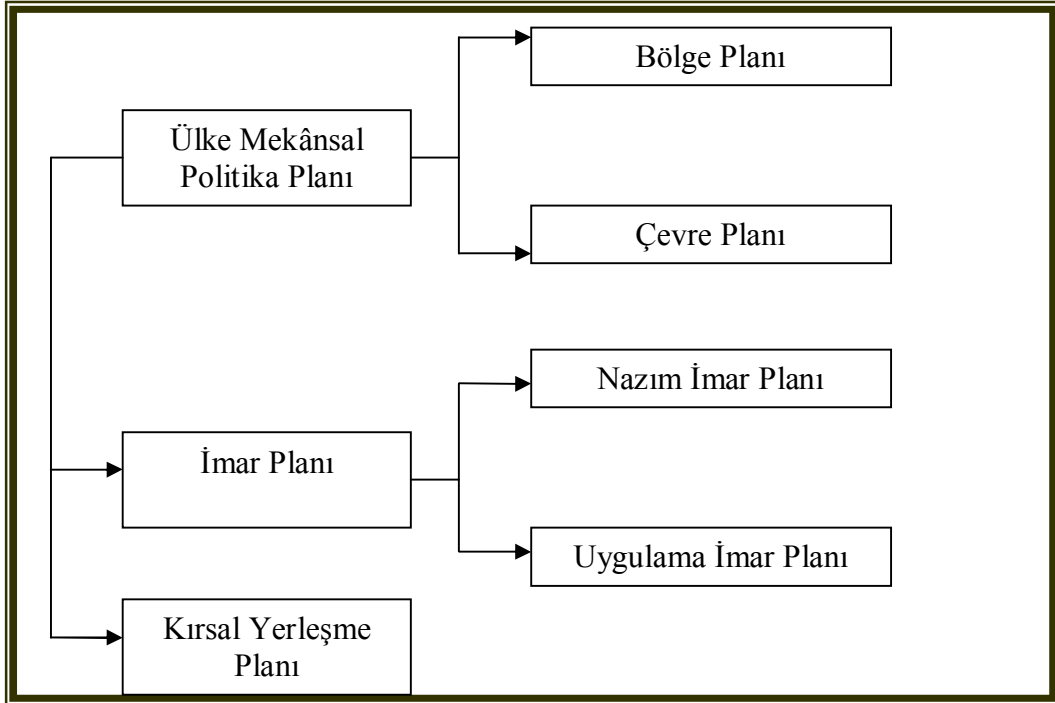 Bölge Planı
Ülke Mekânsal
Politika Planı
Çevre Planı
Nazım İmar Planı
İmar Planı
Uygulama İmar Planı
Kırsal Yerleşme
Planı